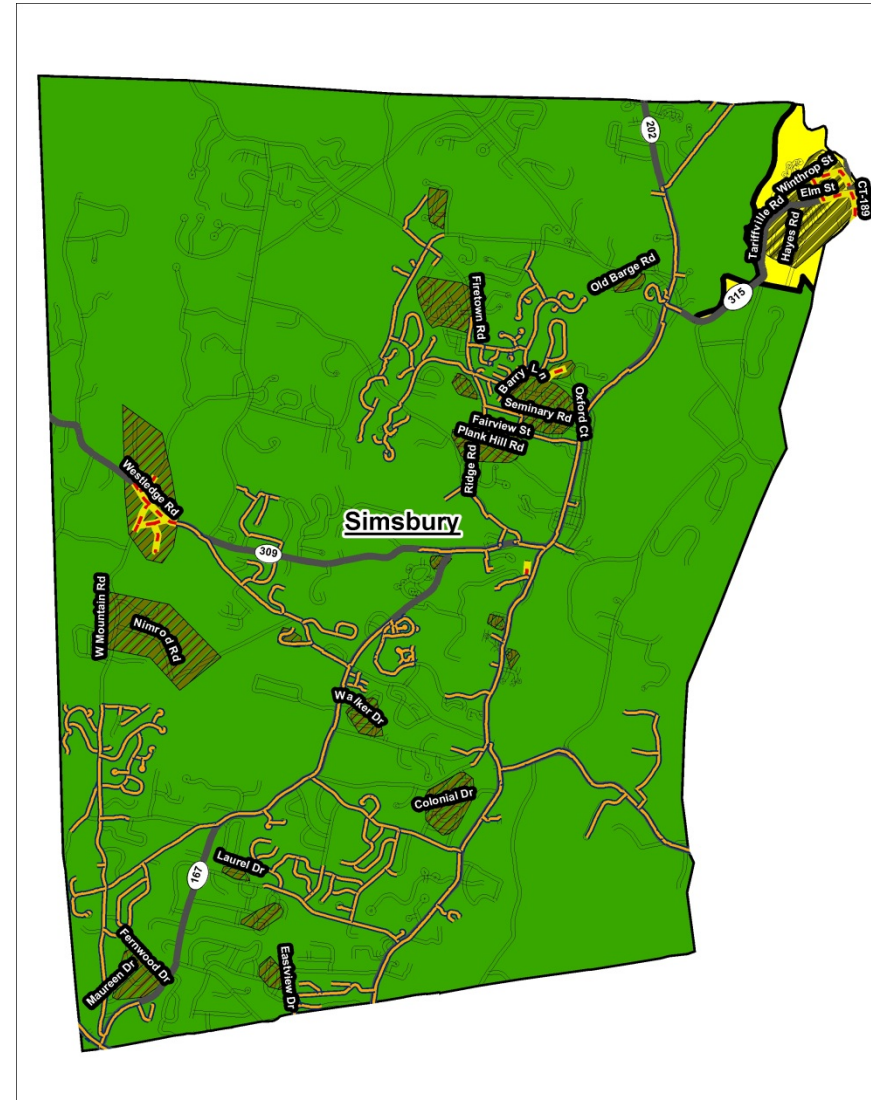 202
Winthrop St
Elm St
CT-189
Tariffville Rd
Hayes Rd
Old Barge Rd
315
Firetown Rd
Barry Ln
Seminary Rd
Oxford Ct
Fairview St
Plank Hill Rd
Ridge Rd
Westledge Rd
Simsbury
309
W Mountain Rd
Nimrod Rd
Walker Dr
Colonial Dr
Laurel Dr
167
Fernwood Dr
Maureen Dr
Eastview Dr